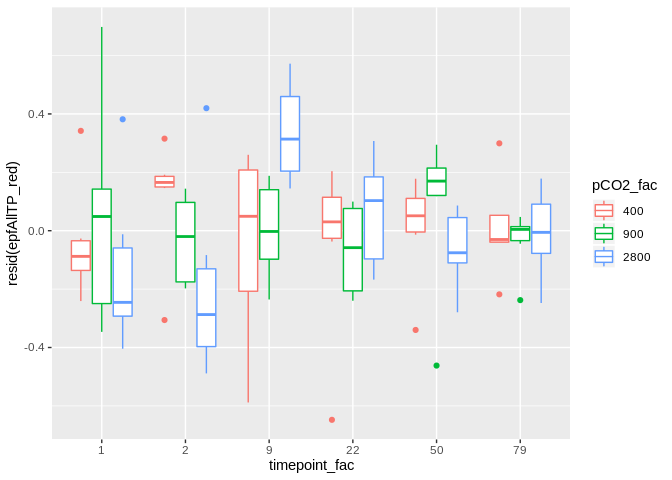 resid(epfAllTP_red)
0.4
0.0
-0.4
1 2 9 22 50 79
timepoint_fac
pCO2_fac
400
900
2800